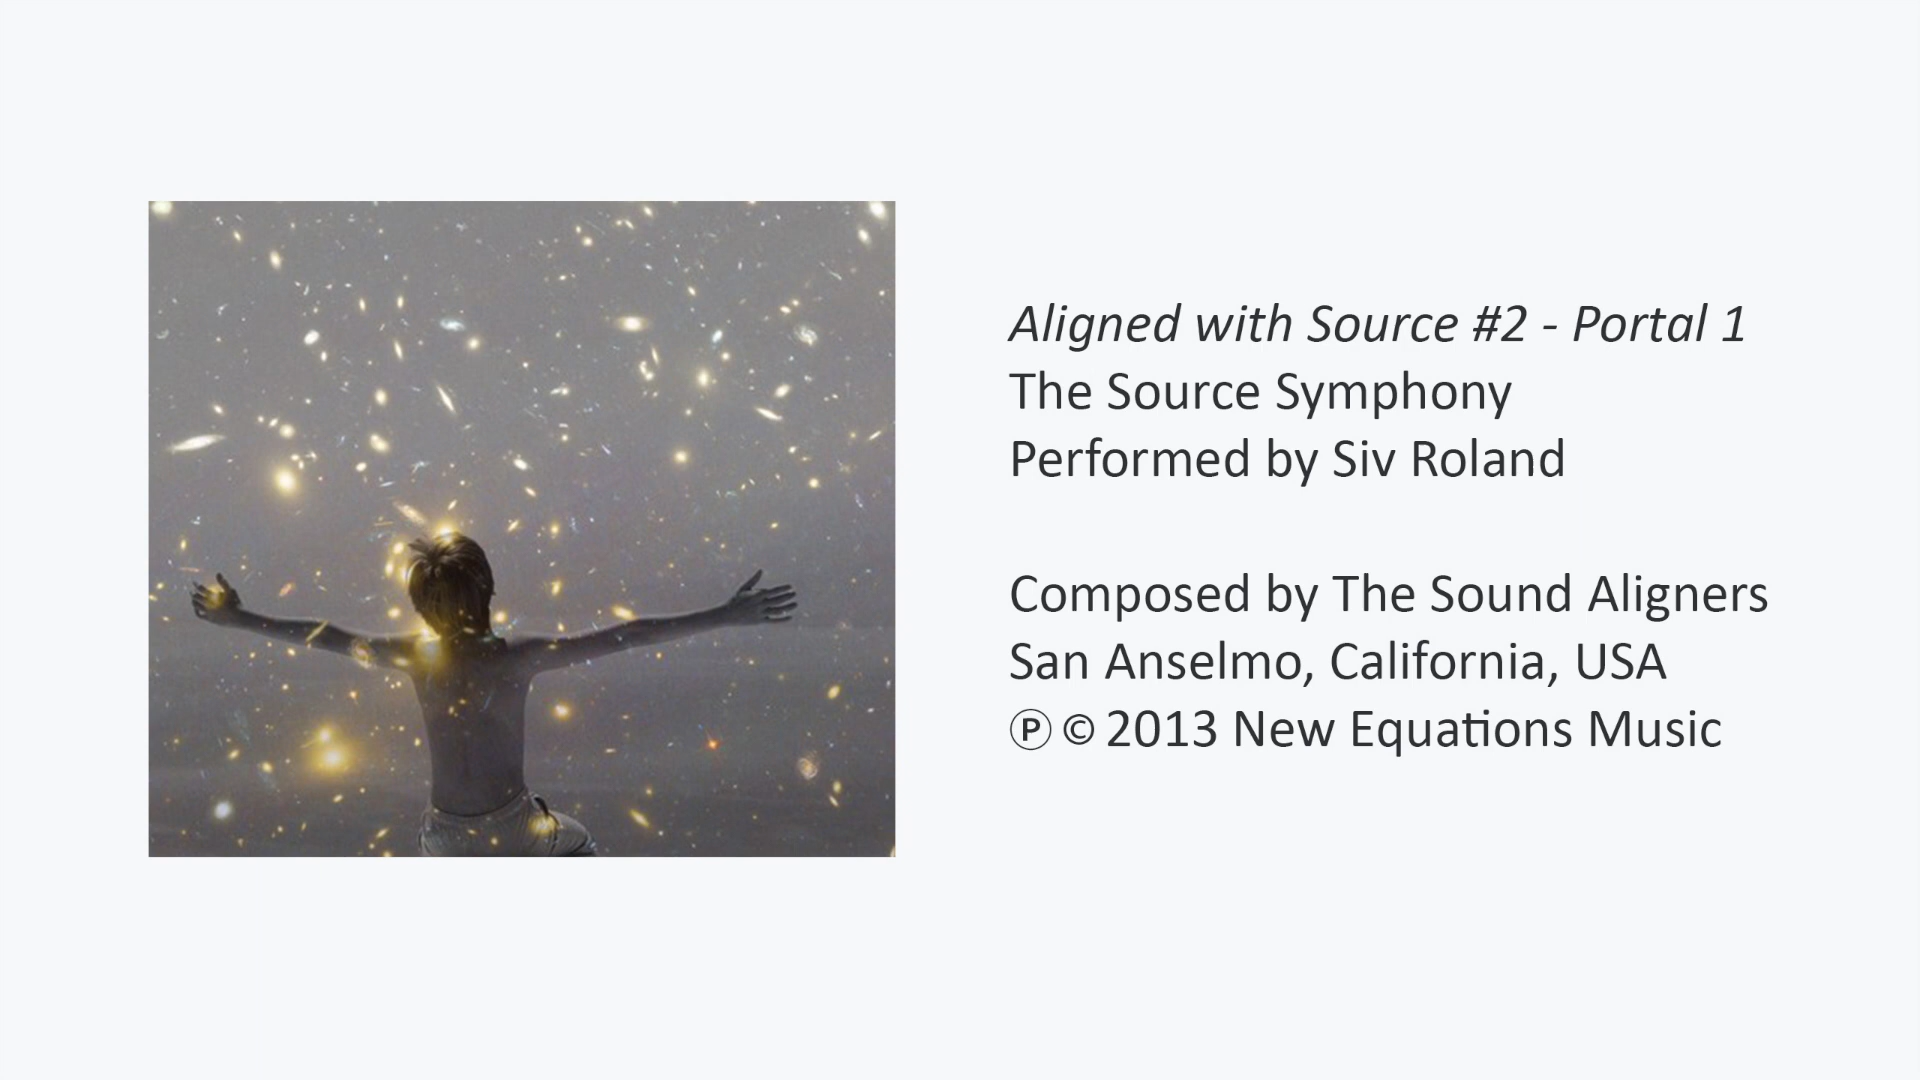 Aligned with Source #2 - Portal 1
The Source Symphony
Performed by Siv Roland
Composed by The Sound Aligners
San Anselmo, California, USA
Ⓟ © 2013 New Equations Music